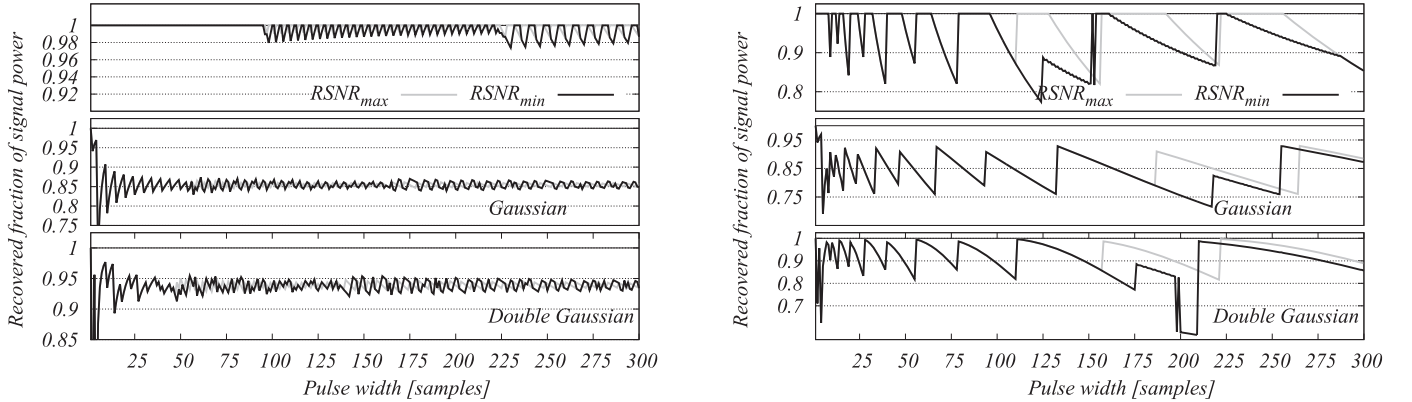 Recovered fraction of signal power
1
0.98
0.96
0.94
0.92
RSNRmax RSNRmin
1
0.95
0.9
0.85
0.8
0.75
Gaussian
1
0.95
0.9
0.85
Double Gaussian
25 50 75 100 125 150 175 200 225 250 275 300
Pulse width [samples]
Recovered fraction of signal power
1
0.9
0.8
RSNRmax RSNRmin
0.95
0.85
0.75
Gaussian
1
0.9
0.8
0.7
Double Gaussian
25 50 75 100 125 150 175 200 225 250 275 300
Pulse width [samples]